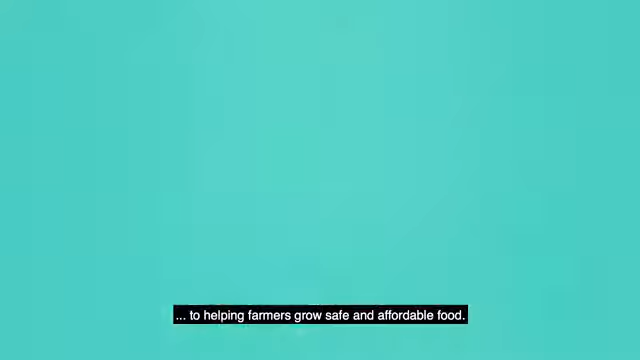 ... to helping farmers grow safe and affordable food.